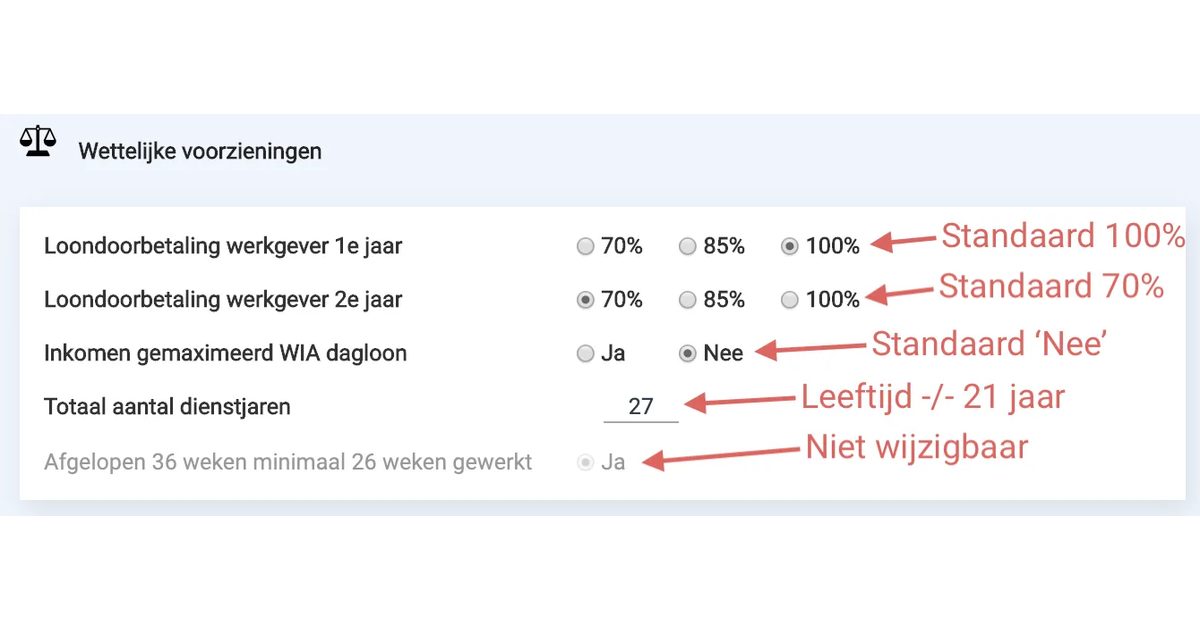 Wettelijke voorzieningen
Loondoorbetaling werkgever 1e jaar 70% 85% 100% Standaard 100%
Loondoorbetaling werkgever 2e jaar 70% 85% 100% Standaard 70%
Inkomen gemaximeerd WIA dagloon Ja Nee Standaard ‘Nee’
Totaal aantal dienstjaren 27 Leeftijd -/- 21 jaar
Afgelopen 36 weken minimaal 26 weken gewerkt Ja Niet wijzigbaar